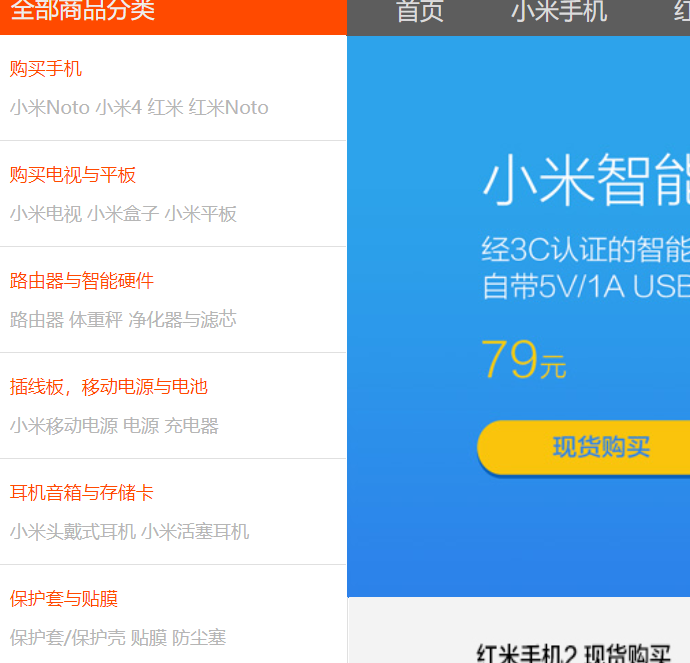 全部商品分类
首页 小米手机
购买手机
小米Noto 小米4 红米 红米Noto
购买电视与平板
小米电视 小米盒子 小米平板
路由器与智能硬件
路由器 体重秤 净化器与滤芯
插线板，移动电源与电池
小米移动电源 电源 充电器
耳机音箱与存储卡
小米头戴式耳机 小米活塞耳机
保护套与贴膜
保护套/保护壳 贴膜 防尘塞
小米智能
经3C认证的智能
自带5V/1A USB
79元
现货购买
红米手机2 现货购买